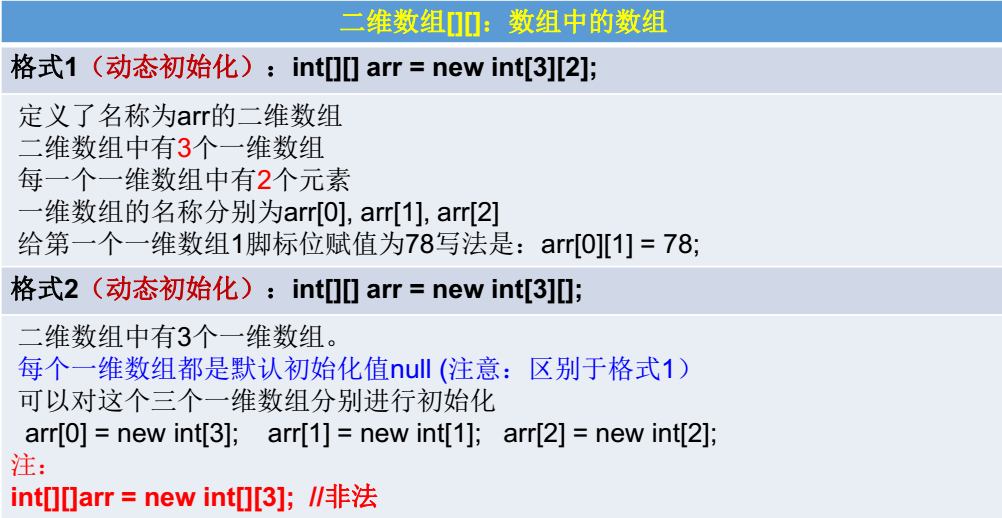 二维数组[][]：数组中的数组
格式1（动态初始化）：int[][] arr = new int[3][2];
定义了名称为arr的二维数组
二维数组中有3个一维数组
每一个一维数组中有2个元素
一维数组的名称分别为arr[0], arr[1], arr[2]
给第一个一维数组1脚标位赋值为78写法是：arr[0][1] = 78;
格式2（动态初始化）：int[][] arr = new int[3][];
二维数组中有3个一维数组。
每个一维数组都是默认初始化值null (注意：区别于格式1）
可以对这个三个一维数组分别进行初始化
arr[0] = new int[3]; arr[1] = new int[1]; arr[2] = new int[2];
注：
int[][]arr = new int[][3]; //非法